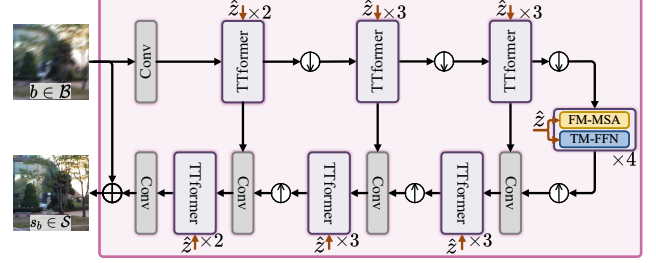 ẑ ×2
ẑ ×3
ẑ ×3
b ∈ ℬ
Conv
TTformer
TTformer
TTformer
ẑ
FM-MSA
TM-FFN
×4
s_b ∈ 𝒮
Conv
TTformer
Conv
TTformer
Conv
TTformer
Conv
ẑ ×2
ẑ ×3
ẑ ×3